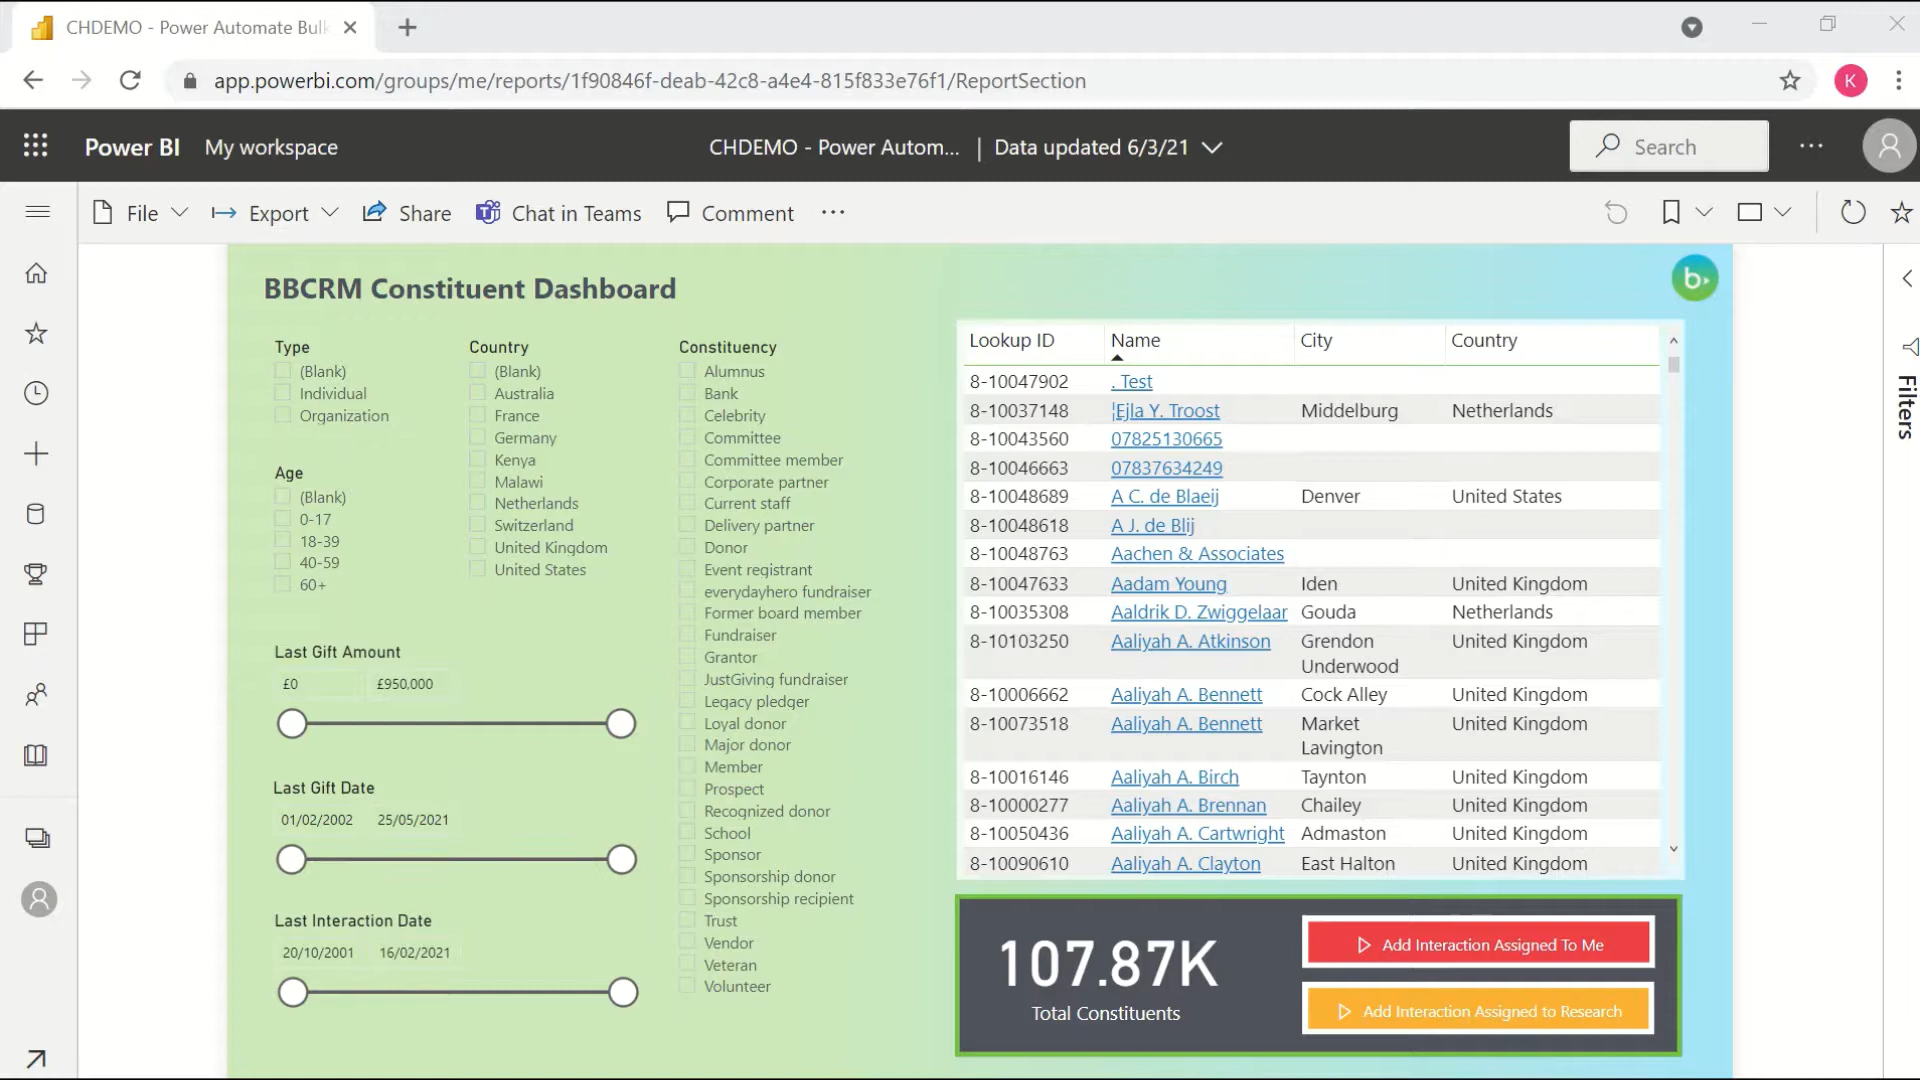 CHDEMO - Power Automate Bulk
app.powerbi.com/groups/me/reports/1f90846f-deab-42c8-a4e4-815f833e76f1/ReportSection
K
Power BI My workspace
CHDEMO - Power Autom... | Data updated 6/3/21
Search
File Export Share Chat in Teams Comment
BBCRM Constituent Dashboard
b
Filters
Type
(Blank)
Individual
Organization
Age
(Blank)
0-17
18-39
40-59
60+
Country
(Blank)
Australia
France
Germany
Kenya
Malawi
Netherlands
Switzerland
United Kingdom
United States
Constituency
Alumnus
Bank
Celebrity
Committee
Committee member
Corporate partner
Current staff
Delivery partner
Donor
Event registrant
everydayhero fundraiser
Former board member
Fundraiser
Grantor
JustGiving fundraiser
Legacy pledger
Loyal donor
Major donor
Member
Prospect
Recognized donor
School
Sponsor
Sponsorship donor
Sponsorship recipient
Trust
Vendor
Veteran
Volunteer
Last Gift Amount
£0 £950,000
Last Gift Date
01/02/2002 25/05/2021
Last Interaction Date
20/10/2001 16/02/2021
Lookup ID Name City Country
8-10047902 . Test
8-10037148 ¦Ejla Y. Troost Middelburg Netherlands
8-10043560 07825130665
8-10046663 07837634249
8-10048689 A C. de Blaeij Denver United States
8-10048618 A J. de Blij
8-10048763 Aachen & Associates
8-10047633 Aadam Young Iden United Kingdom
8-10035308 Aaldrik D. Zwiggelaar Gouda Netherlands
8-10103250 Aaliyah A. Atkinson Grendon United Kingdom
Underwood
8-10006662 Aaliyah A. Bennett Cock Alley United Kingdom
8-10073518 Aaliyah A. Bennett Market United Kingdom
Lavington
8-10016146 Aaliyah A. Birch Taynton United Kingdom
8-10000277 Aaliyah A. Brennan Chailey United Kingdom
8-10050436 Aaliyah A. Cartwright Admaston United Kingdom
8-10090610 Aaliyah A. Clayton East Halton United Kingdom
107.87K
Total Constituents
Add Interaction Assigned To Me
Add Interaction Assigned to Research